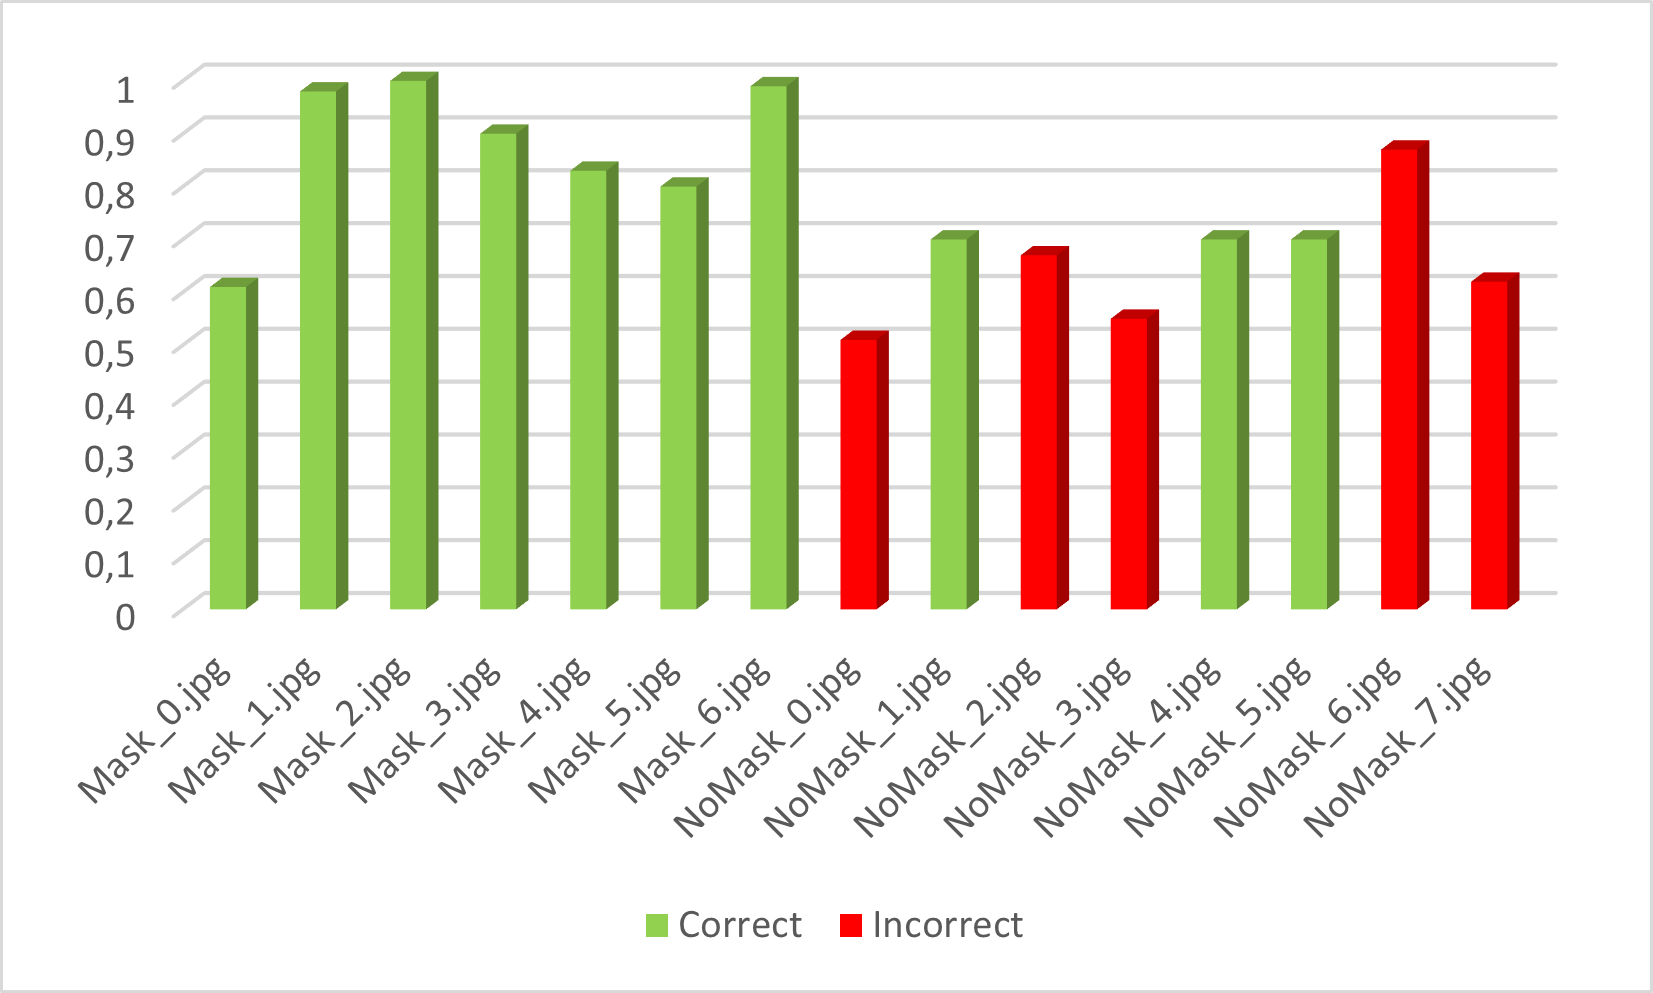 1
0,9
0,8
0,7
0,6
0,5
0,4
0,3
0,2
0,1
0
Mask_0.jpg
Mask_1.jpg
Mask_2.jpg
Mask_3.jpg
Mask_4.jpg
Mask_5.jpg
Mask_6.jpg
NoMask_0.jpg
NoMask_1.jpg
NoMask_2.jpg
NoMask_3.jpg
NoMask_4.jpg
NoMask_5.jpg
NoMask_6.jpg
NoMask_7.jpg
Correct Incorrect